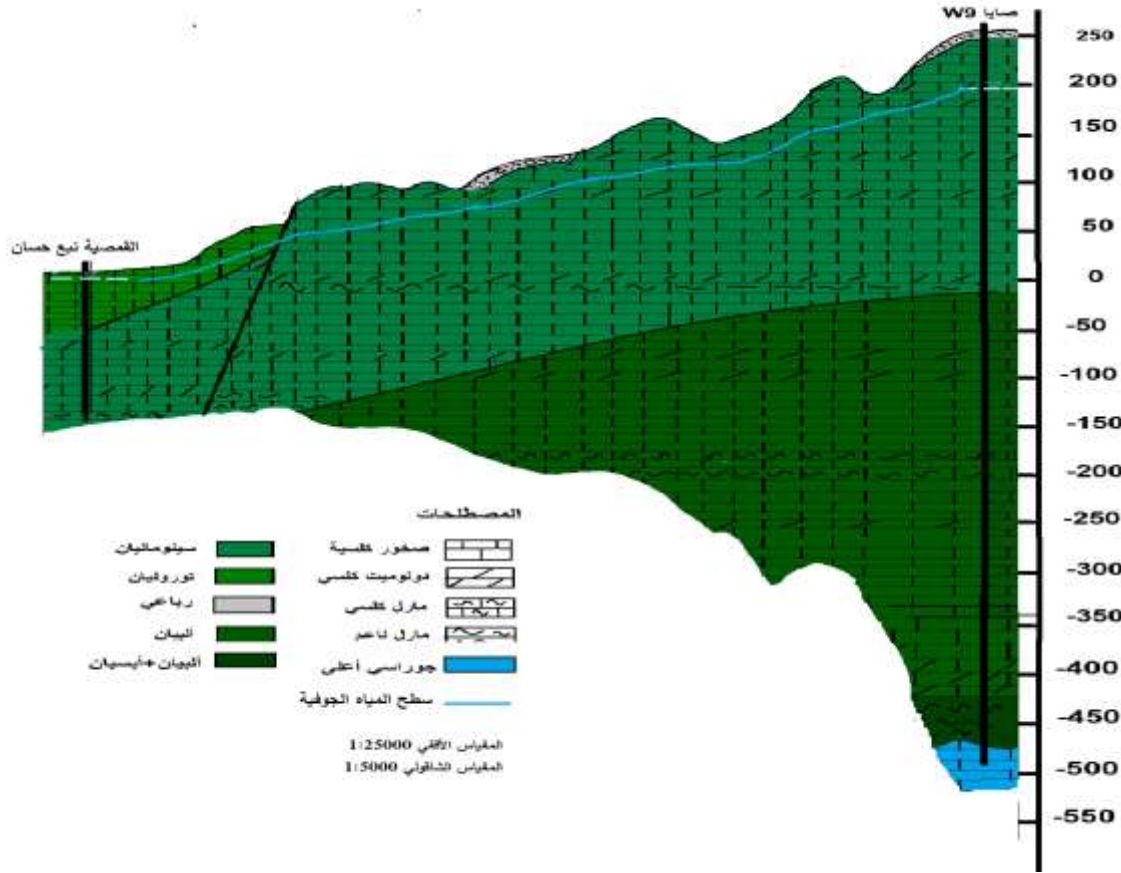 صايا W9
250
200
150
100
50
0
-50
-100
-150
-200
-250
-300
-350
-400
-450
-500
-550
القمصية نبع حسان
المصطلحات
صخور كلسية
دولوميت كلسي
مارل كلسي
مارل ناعم
جوراسي أعلى
سطح المياه الجوفية
سينومانيان
تورونيان
رباعي
ألبيان
ألبيان+أبسيان
المقياس الأفقي 1:25000
المقياس الشاقولي 1:5000